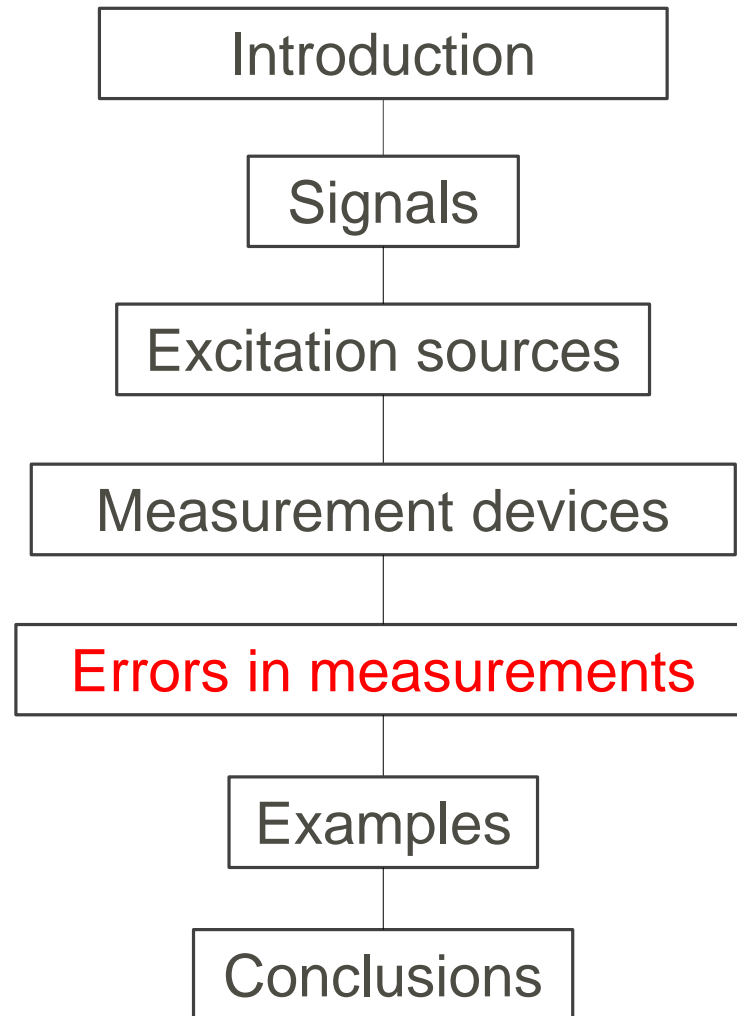 Introduction
Signals
Excitation sources
Measurement devices
Errors in measurements
Examples
Conclusions